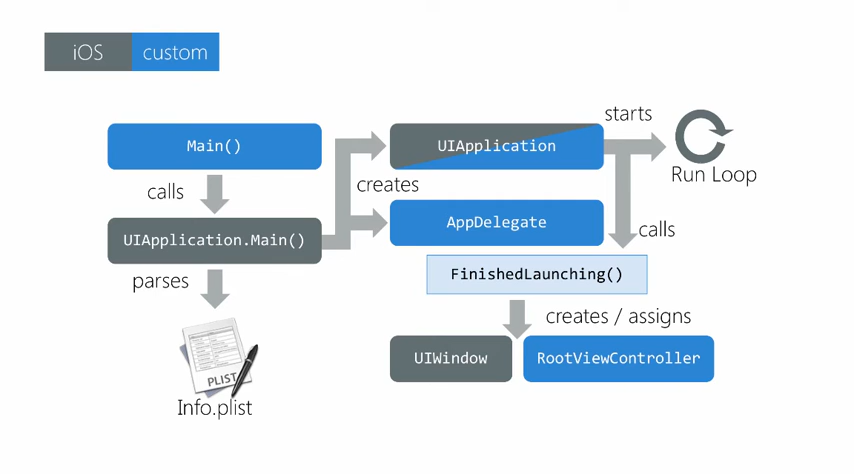 iOS custom
Main()
calls
UIApplication.Main()
parses
PLIST
Info.plist
creates
UIApplication
AppDelegate
starts
Run Loop
calls
FinishedLaunching()
creates / assigns
UIWindow
RootViewController